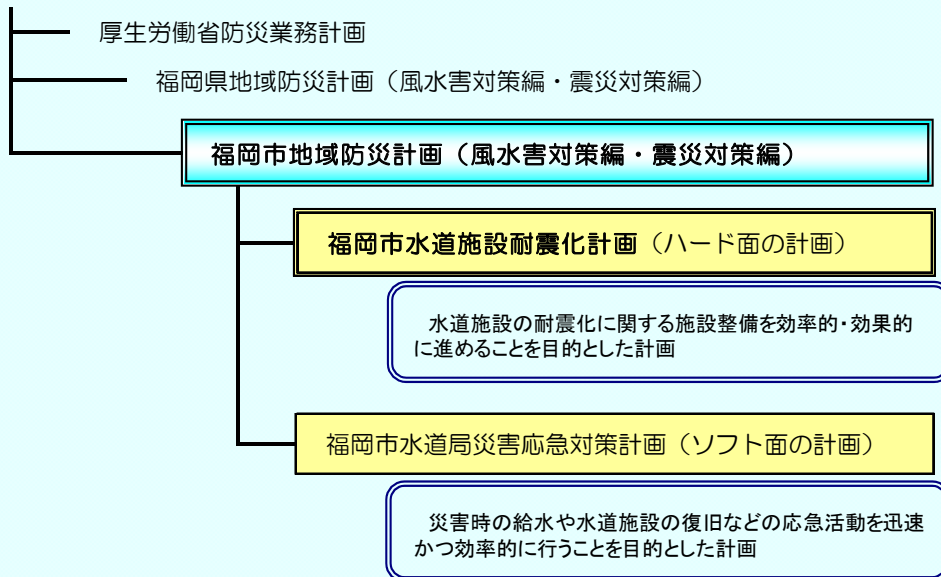 厚生労働省防災業務計画
福岡県地域防災計画（風水害対策編・震災対策編）
福岡市地域防災計画（風水害対策編・震災対策編）
福岡市水道施設耐震化計画（ハード面の計画）
水道施設の耐震化に関する施設整備を効率的・効果的
に進めることを目的とした計画
福岡市水道局災害応急対策計画（ソフト面の計画）
災害時の給水や水道施設の復旧などの応急活動を迅速
かつ効率的に行うことを目的とした計画